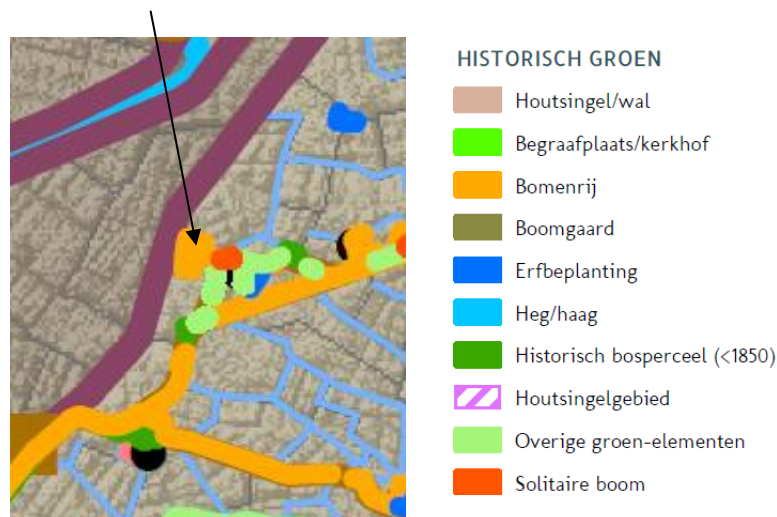 HISTORISCH GROEN
Houtsingel/wal
Begraafplaats/kerkhof
Bomenrij
Boomgaard
Erfbeplanting
Heg/haag
Historisch bosperceel (<1850)
Houtsingelgebied
Overige groen-elementen
Solitaire boom